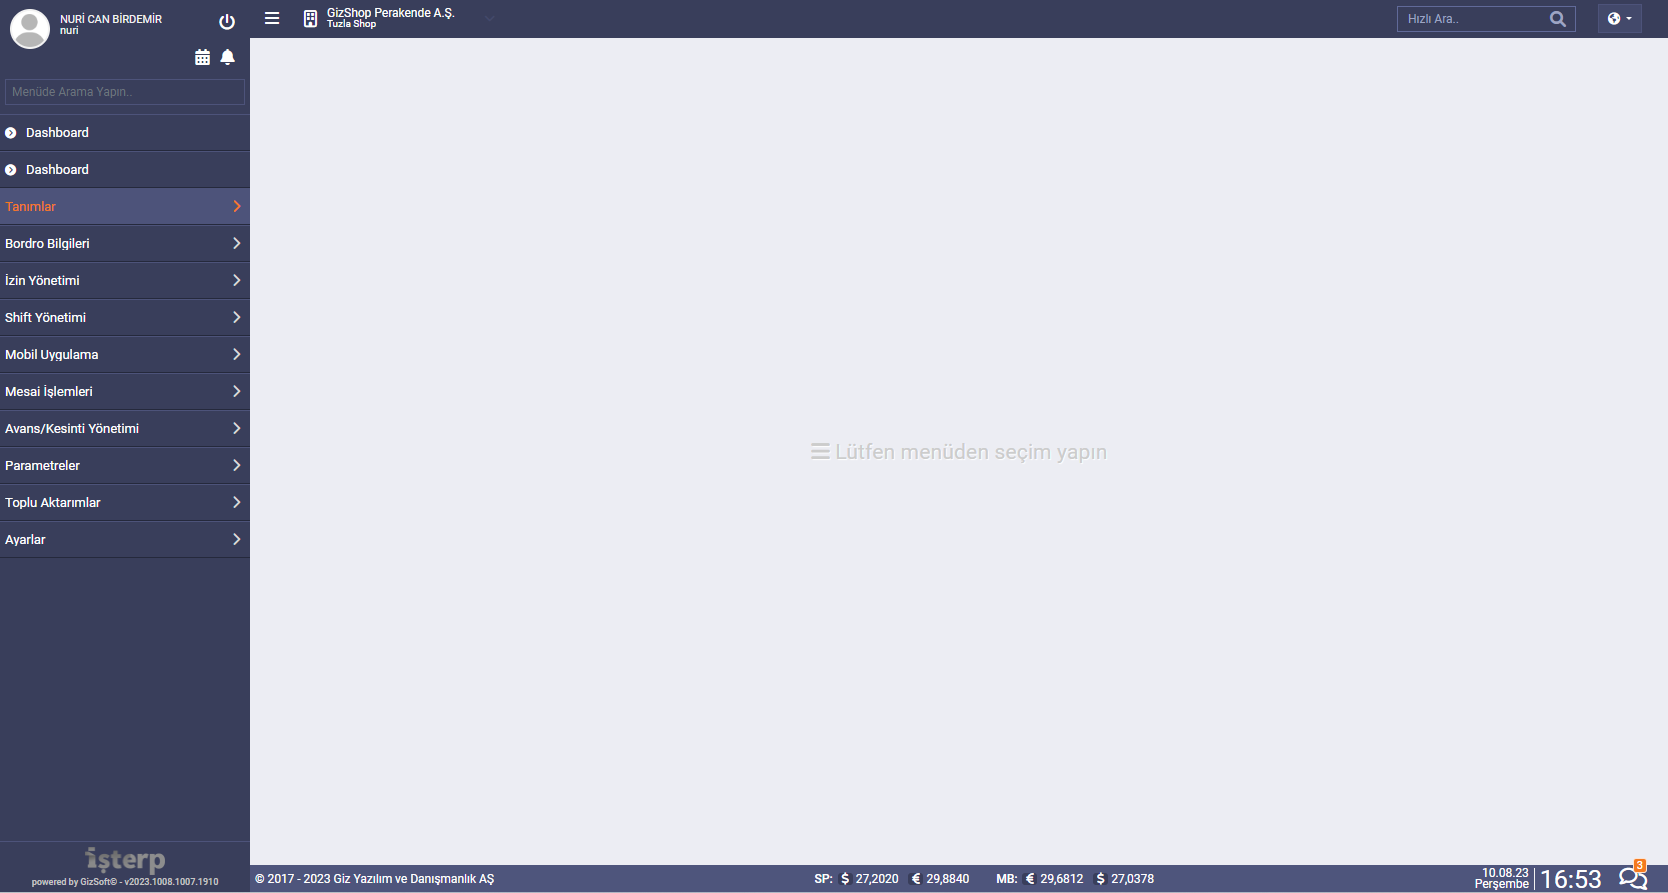 NURİ CAN BİRDEMİR
nuri
Menüde Arama Yapın..
Dashboard
Dashboard
Tanımlar
Bordro Bilgileri
İzin Yönetimi
Shift Yönetimi
Mobil Uygulama
Mesai İşlemleri
Avans/Kesinti Yönetimi
Parametreler
Toplu Aktarımlar
Ayarlar
işterp
powered by GizSoft© - v2023.1008.1007.1910
GizShop Perakende A.Ş.
Tuzla Shop
Hızlı Ara..
Lütfen menüden seçim yapın
© 2017 - 2023 Giz Yazılım ve Danışmanlık AŞ
SP: $ 27,2020 € 29,8840 MB: € 29,6812 $ 27,0378
10.08.23
Perşembe
16:53
3